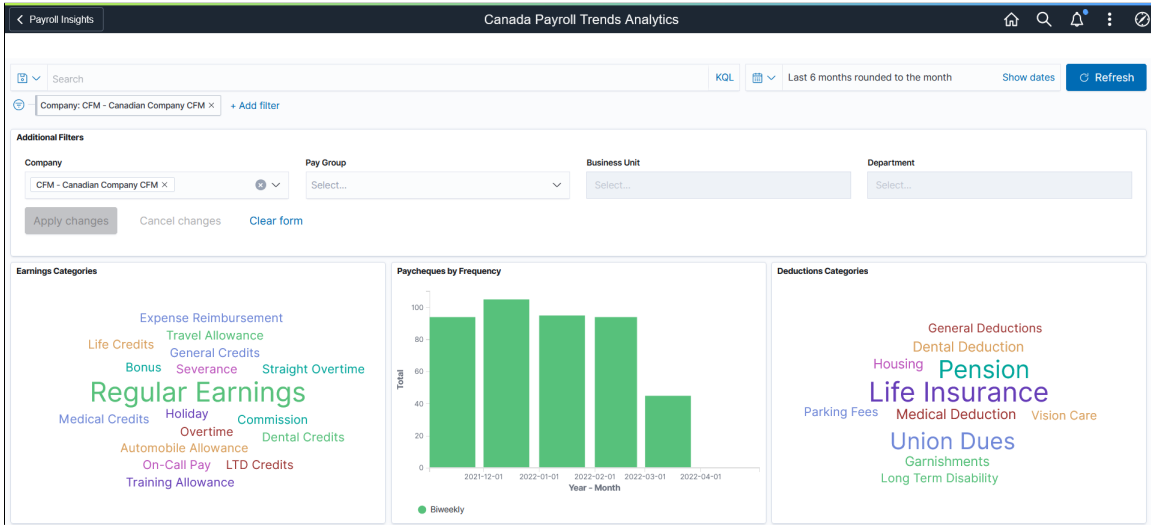 Payroll Insights
Canada Payroll Trends Analytics
Search
KQL
Last 6 months rounded to the month
Show dates
Refresh
Company: CFM - Canadian Company CFM ×
+ Add filter
Additional Filters
Company
Pay Group
Business Unit
Department
CFM - Canadian Company CFM ×
Select...
Select...
Select...
Apply changes
Cancel changes
Clear form
Earnings Categories
Expense Reimbursement
Travel Allowance
Life Credits
General Credits
Bonus
Severance
Straight Overtime
Regular Earnings
Medical Credits
Holiday
Commission
Overtime
Dental Credits
Automobile Allowance
On-Call Pay
LTD Credits
Training Allowance
Paycheques by Frequency
100
80
60
40
20
0
Total
2021-12-01
2022-01-01
2022-02-01
2022-03-01
2022-04-01
Year - Month
Biweekly
Deductions Categories
General Deductions
Dental Deduction
Housing
Pension
Life Insurance
Parking Fees
Medical Deduction
Vision Care
Union Dues
Garnishments
Long Term Disability